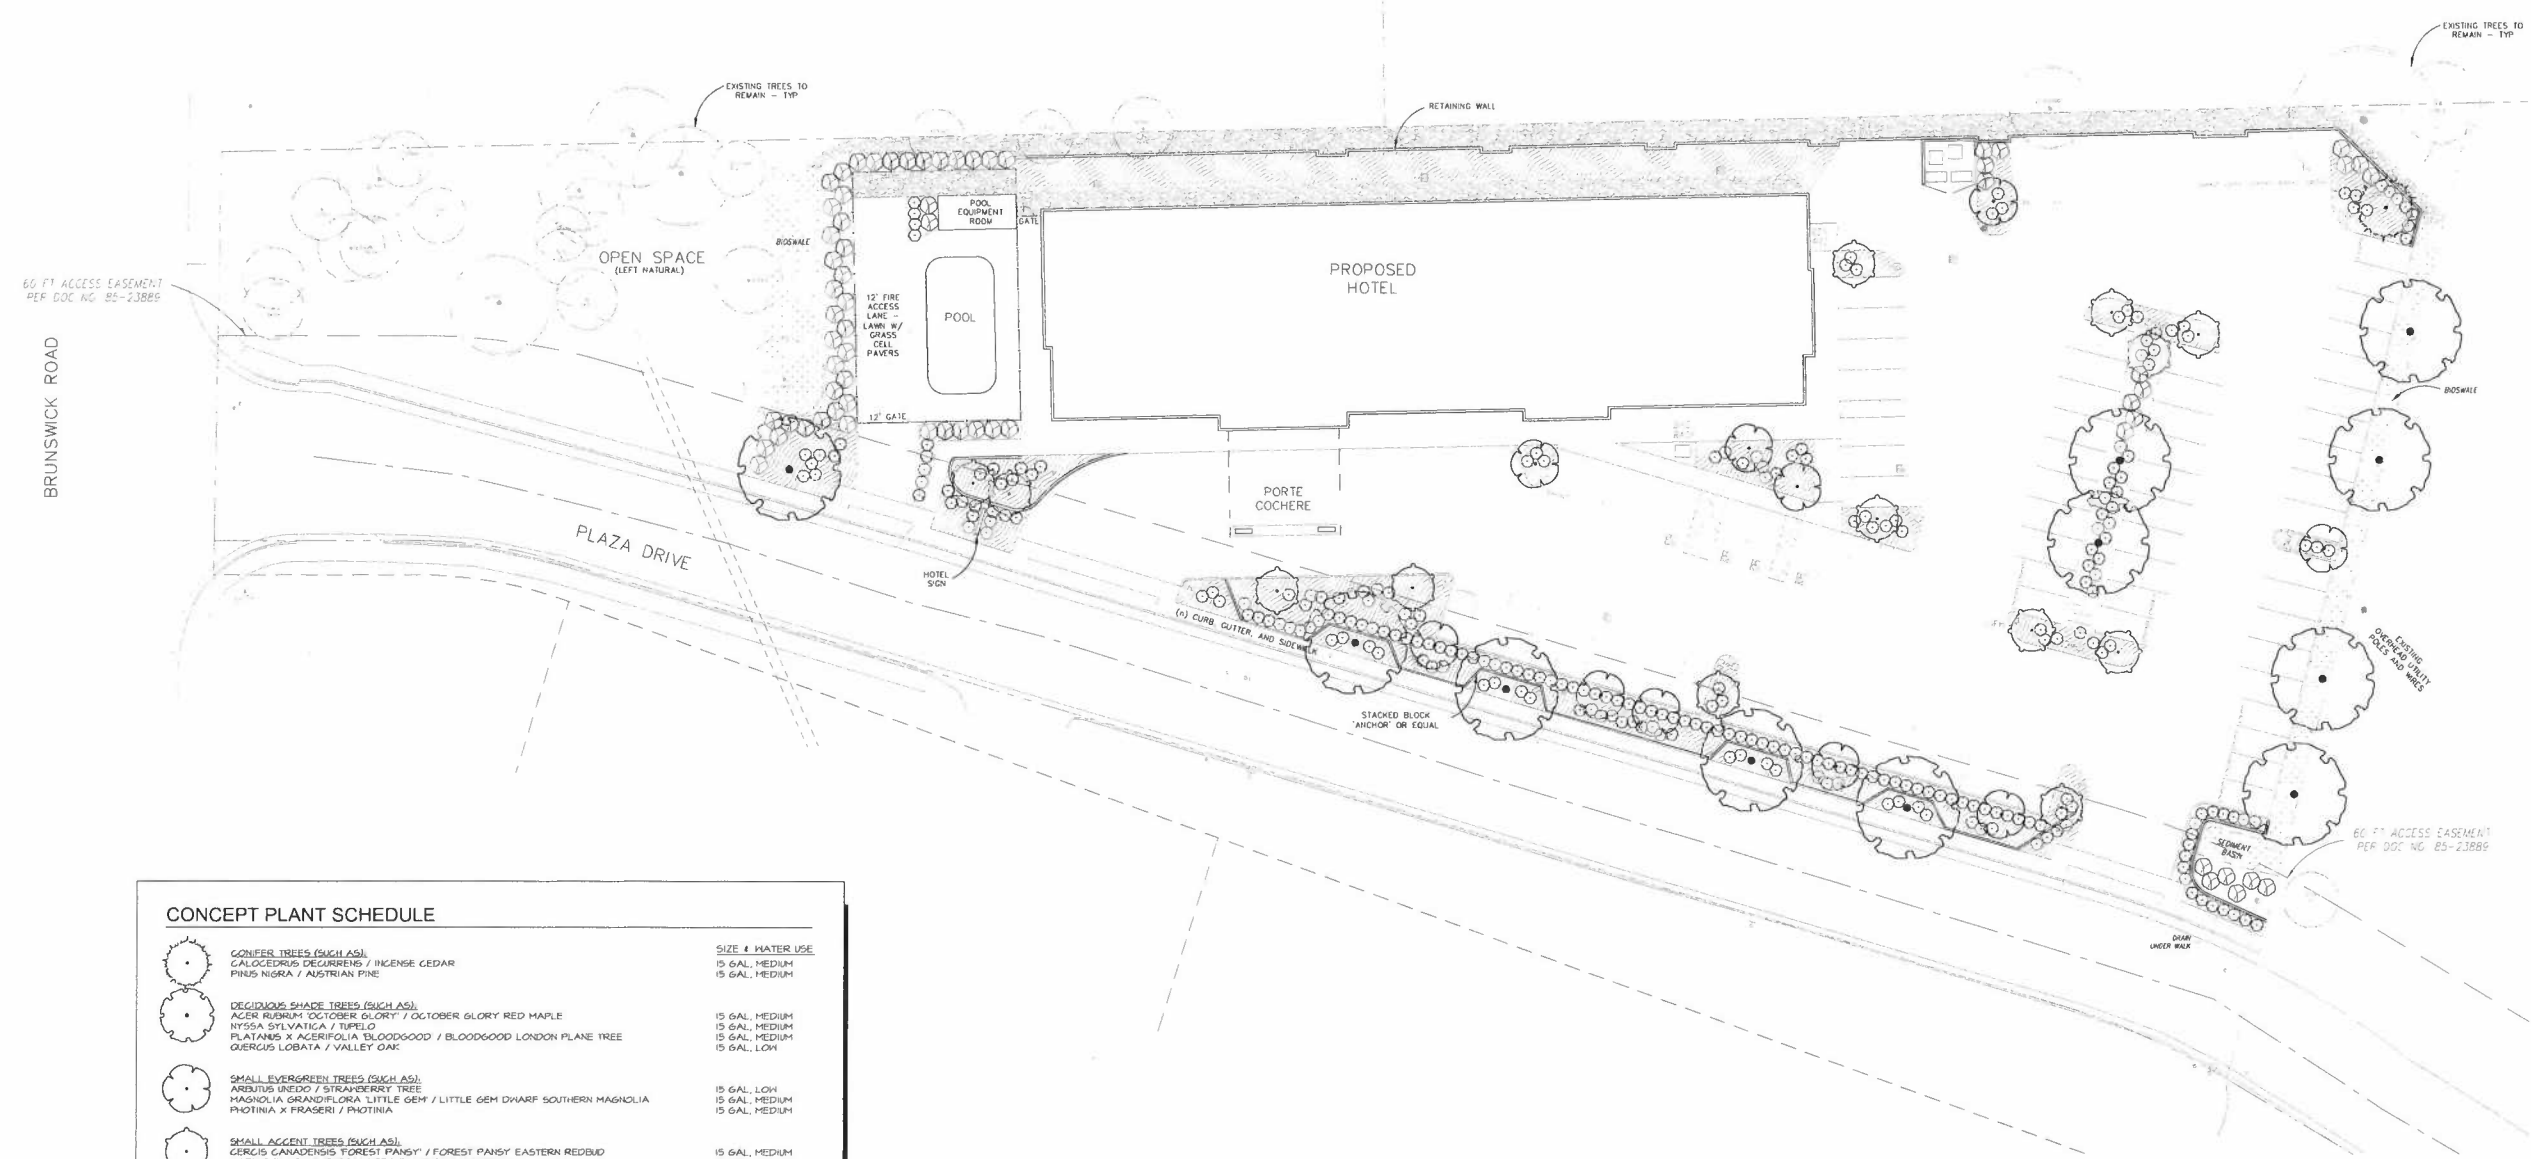 EXISTING TREES TO
REMAIN - TYP
EXISTING TREES TO
REMAIN - TYP
RETAINING WALL
POOL
EQUIPMENT
ROOM
GATE
BIOSWALE
OPEN SPACE
(LEFT NATURAL)
60 FT ACCESS EASEMENT
PER DOC NO 85-23889
12' FIRE
ACCESS
LANE -
LAWN W/
GRASS
CELL
PAVERS
POOL
PROPOSED
HOTEL
BRUNSWICK ROAD
12' GATE
BIOSWALE
PORTE
COCHERE
PLAZA DRIVE
HOTEL
SIGN
(n) CURB, GUTTER, AND SIDEWALK
EXISTING
OVERHEAD UTILITY
POLES AND
WIRES
STACKED BLOCK
'ANCHOR' OR EQUAL
60 FT ACCESS EASEMENT
PER DOC NO 85-23889
SEDIMENT
BASIN
DRAIN
UNDER WALK
CONCEPT PLANT SCHEDULE
SIZE & WATER USE
CONIFER TREES (SUCH AS):
CALOCEDRUS DECURRENS / INCENSE CEDAR 15 GAL, MEDIUM
PINUS NIGRA / AUSTRIAN PINE 15 GAL, MEDIUM
DECIDUOUS SHADE TREES (SUCH AS):
ACER RUBRUM 'OCTOBER GLORY' / OCTOBER GLORY RED MAPLE 15 GAL, MEDIUM
NYSSA SYLVATICA / TUPELO 15 GAL, MEDIUM
PLATANUS X ACERIFOLIA 'BLOODGOOD' / BLOODGOOD LONDON PLANE TREE 15 GAL, MEDIUM
QUERCUS LOBATA / VALLEY OAK 15 GAL, LOW
SMALL EVERGREEN TREES (SUCH AS):
ARBUTUS UNEDO / STRAWBERRY TREE 15 GAL, LOW
MAGNOLIA GRANDIFLORA 'LITTLE GEM' / LITTLE GEM DWARF SOUTHERN MAGNOLIA 15 GAL, MEDIUM
PHOTINIA X FRASERI / PHOTINIA 15 GAL, MEDIUM
SMALL ACCENT TREES (SUCH AS):
CERCIS CANADENSIS 'FOREST PANSY' / FOREST PANSY EASTERN REDBUD 15 GAL, MEDIUM